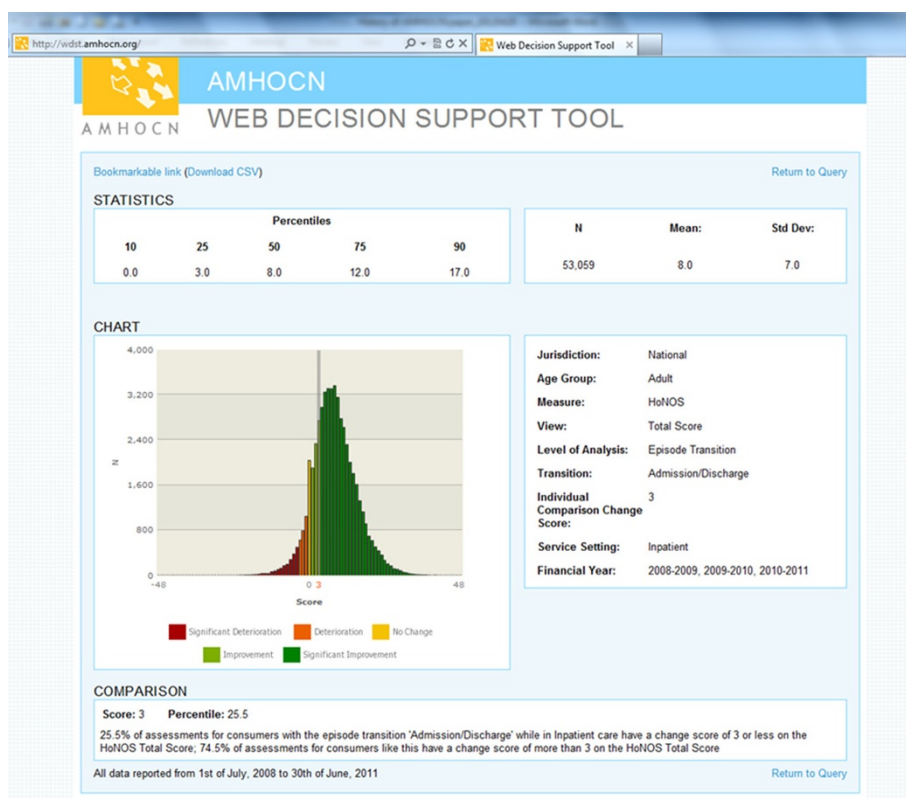 http://wdst.amhocn.org/
Web Decision Support Tool
AMHOCN
AMHOCN
WEB DECISION SUPPORT TOOL
Bookmarkable link (Download CSV)
Return to Query
STATISTICS
Percentiles
10 25 50 75 90
0.0 3.0 8.0 12.0 17.0
N Mean: Std Dev:
53,059 8.0 7.0
CHART
4,000
3,200
2,400
1,600
800
0
N
-48 0 3 48
Score
Significant Deterioration Deterioration No Change
Improvement Significant Improvement
Jurisdiction: National
Age Group: Adult
Measure: HoNOS
View: Total Score
Level of Analysis: Episode Transition
Transition: Admission/Discharge
Individual 3
Comparison Change
Score:
Service Setting: Inpatient
Financial Year: 2008-2009, 2009-2010, 2010-2011
COMPARISON
Score: 3 Percentile: 25.5
25.5% of assessments for consumers with the episode transition 'Admission/Discharge' while in Inpatient care have a change score of 3 or less on the
HoNOS Total Score; 74.5% of assessments for consumers like this have a change score of more than 3 on the HoNOS Total Score
All data reported from 1st of July, 2008 to 30th of June, 2011
Return to Query